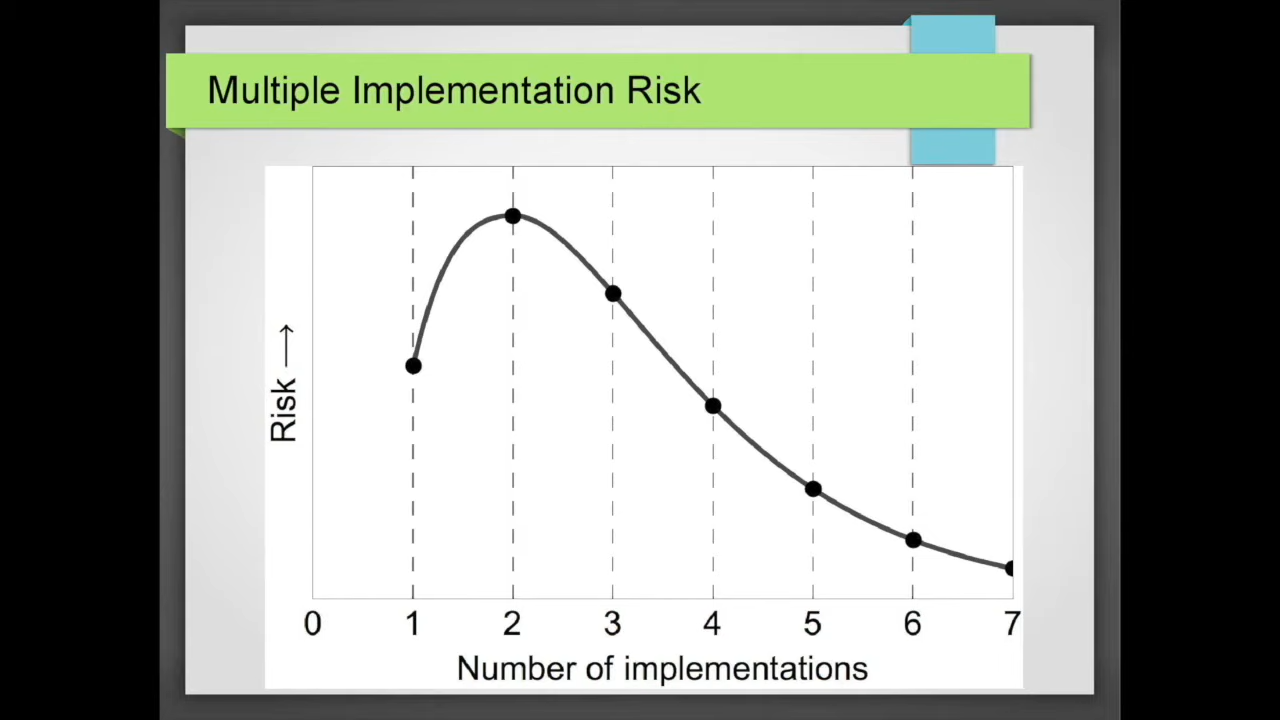 Multiple Implementation Risk
Risk →
0 1 2 3 4 5 6 7
Number of implementations